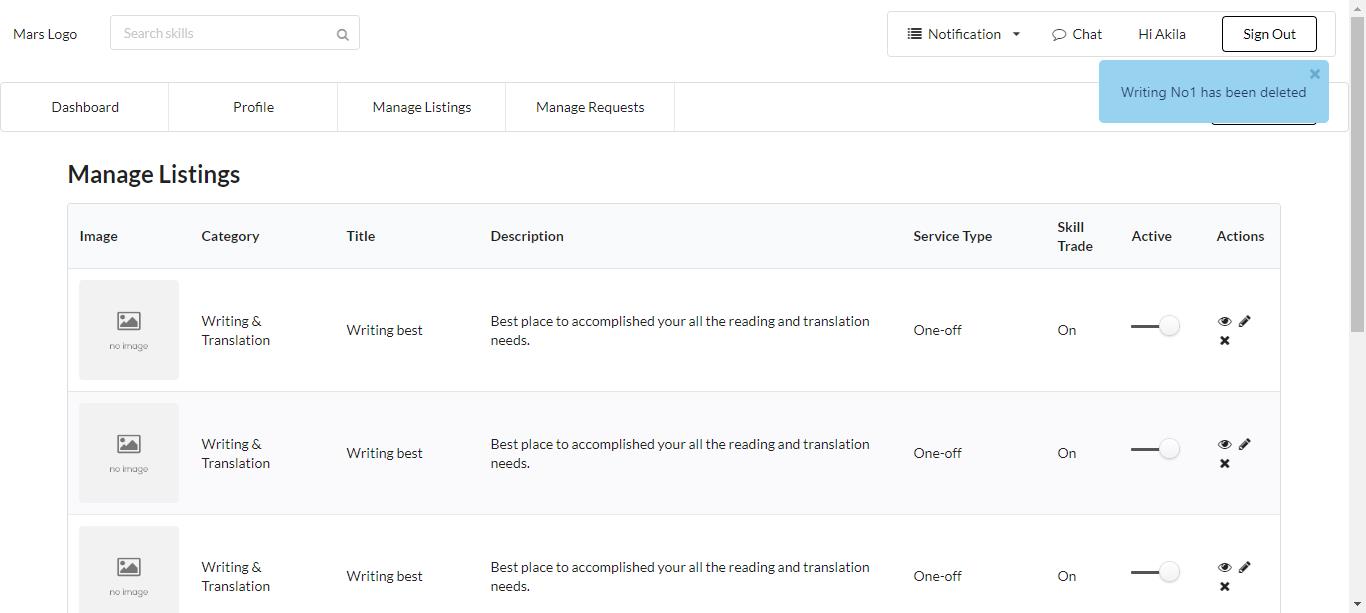 Mars Logo
Search skills
Notification
Chat
Hi Akila
Sign Out
Writing No1 has been deleted
Dashboard
Profile
Manage Listings
Manage Requests
Manage Listings
Image
Category
Title
Description
Service Type
Skill
Trade
Active
Actions
no image
Writing &
Translation
Writing best
Best place to accomplished your all the reading and translation
needs.
One-off
On
no image
Writing &
Translation
Writing best
Best place to accomplished your all the reading and translation
needs.
One-off
On
no image
Writing &
Translation
Writing best
Best place to accomplished your all the reading and translation
needs.
One-off
On